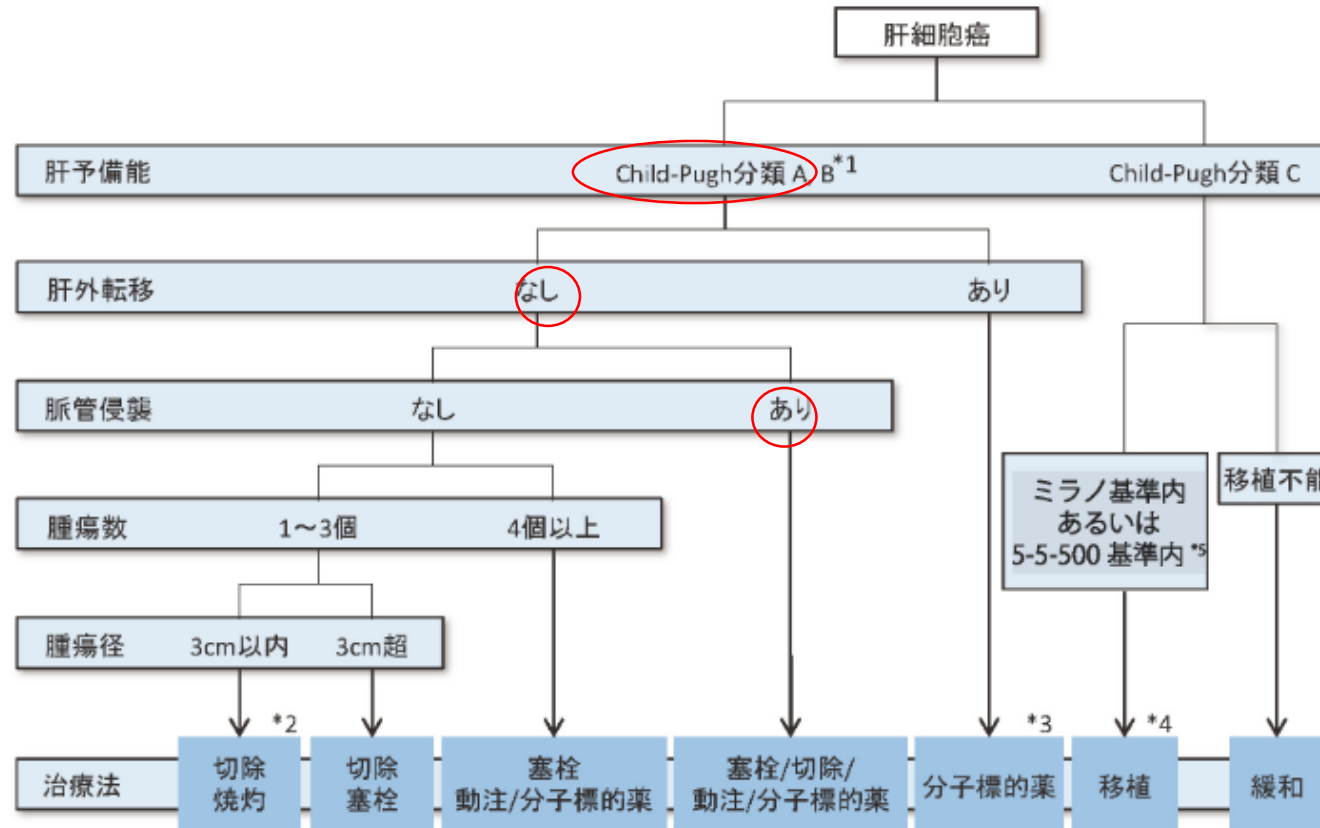 肝細胞癌
肝予備能 Child-Pugh分類 A, B*1 Child-Pugh分類 C
肝外転移 なし あり
脈管侵襲 なし あり
ミラノ基準内
あるいは
5-5-500 基準内 *5
移植不能
腫瘍数 1〜3個 4個以上
腫瘍径 3cm以内 3cm超
*2 *3 *4
治療法
切除
焼灼
切除
塞栓
塞栓
動注/分子標的薬
塞栓/切除/
動注/分子標的薬
分子標的薬
移植
緩和